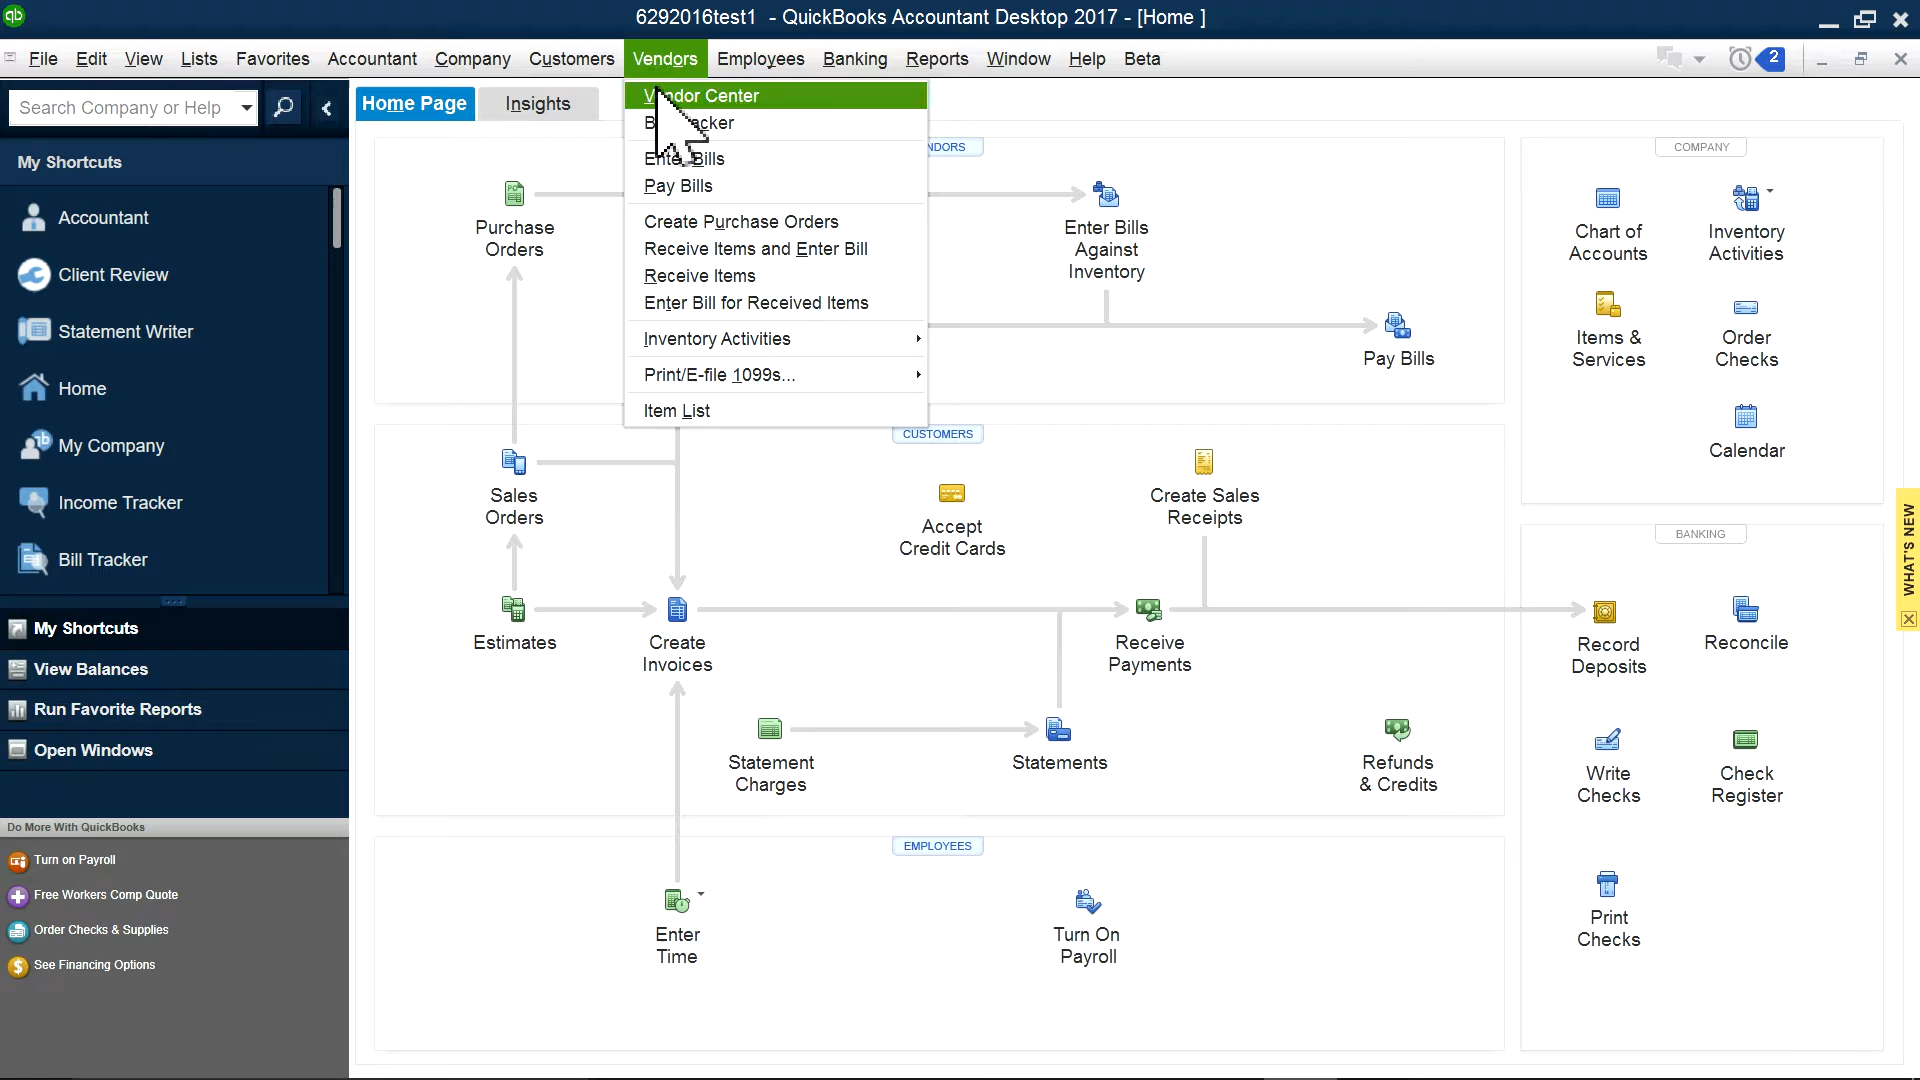 qb
6292016test1 - QuickBooks Accountant Desktop 2017 - [Home ]
File Edit View Lists Favorites Accountant Company Customers Vendors Employees Banking Reports Window Help Beta
2
Search Company or Help
Home Page
Insights
My Shortcuts
Accountant
Client Review
Statement Writer
Home
My Company
Income Tracker
Bill Tracker
My Shortcuts
View Balances
Run Favorite Reports
Open Windows
Do More With QuickBooks
Turn on Payroll
Free Workers Comp Quote
Order Checks & Supplies
See Financing Options
Center
Bills
Pay Bills
Create Purchase Orders
Receive Items and Enter Bill
Receive Items
Enter Bill for Received Items
Inventory Activities
Print/E-file 1099s...
Item List
PO
Purchase
Orders
Enter Bills
Against
Inventory
Pay Bills
CUSTOMERS
Sales
Orders
Accept
Credit Cards
Create Sales
Receipts
Estimates
Create
Invoices
Receive
Payments
Statement
Charges
Statements
Refunds
& Credits
EMPLOYEES
Enter
Time
Turn On
Payroll
COMPANY
Chart of
Accounts
Inventory
Activities
Items &
Services
Order
Checks
Calendar
BANKING
Record
Deposits
Reconcile
Write
Checks
Check
Register
Print
Checks
WHAT'S NEW